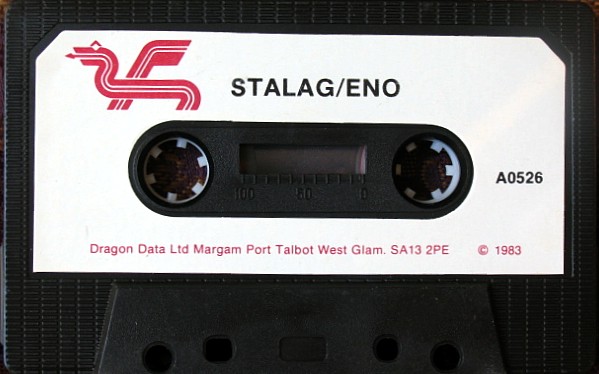 STALAG/ENO
100 50 0
A0526
Dragon Data Ltd Margam Port Talbot West Glam. SA13 2PE © 1983